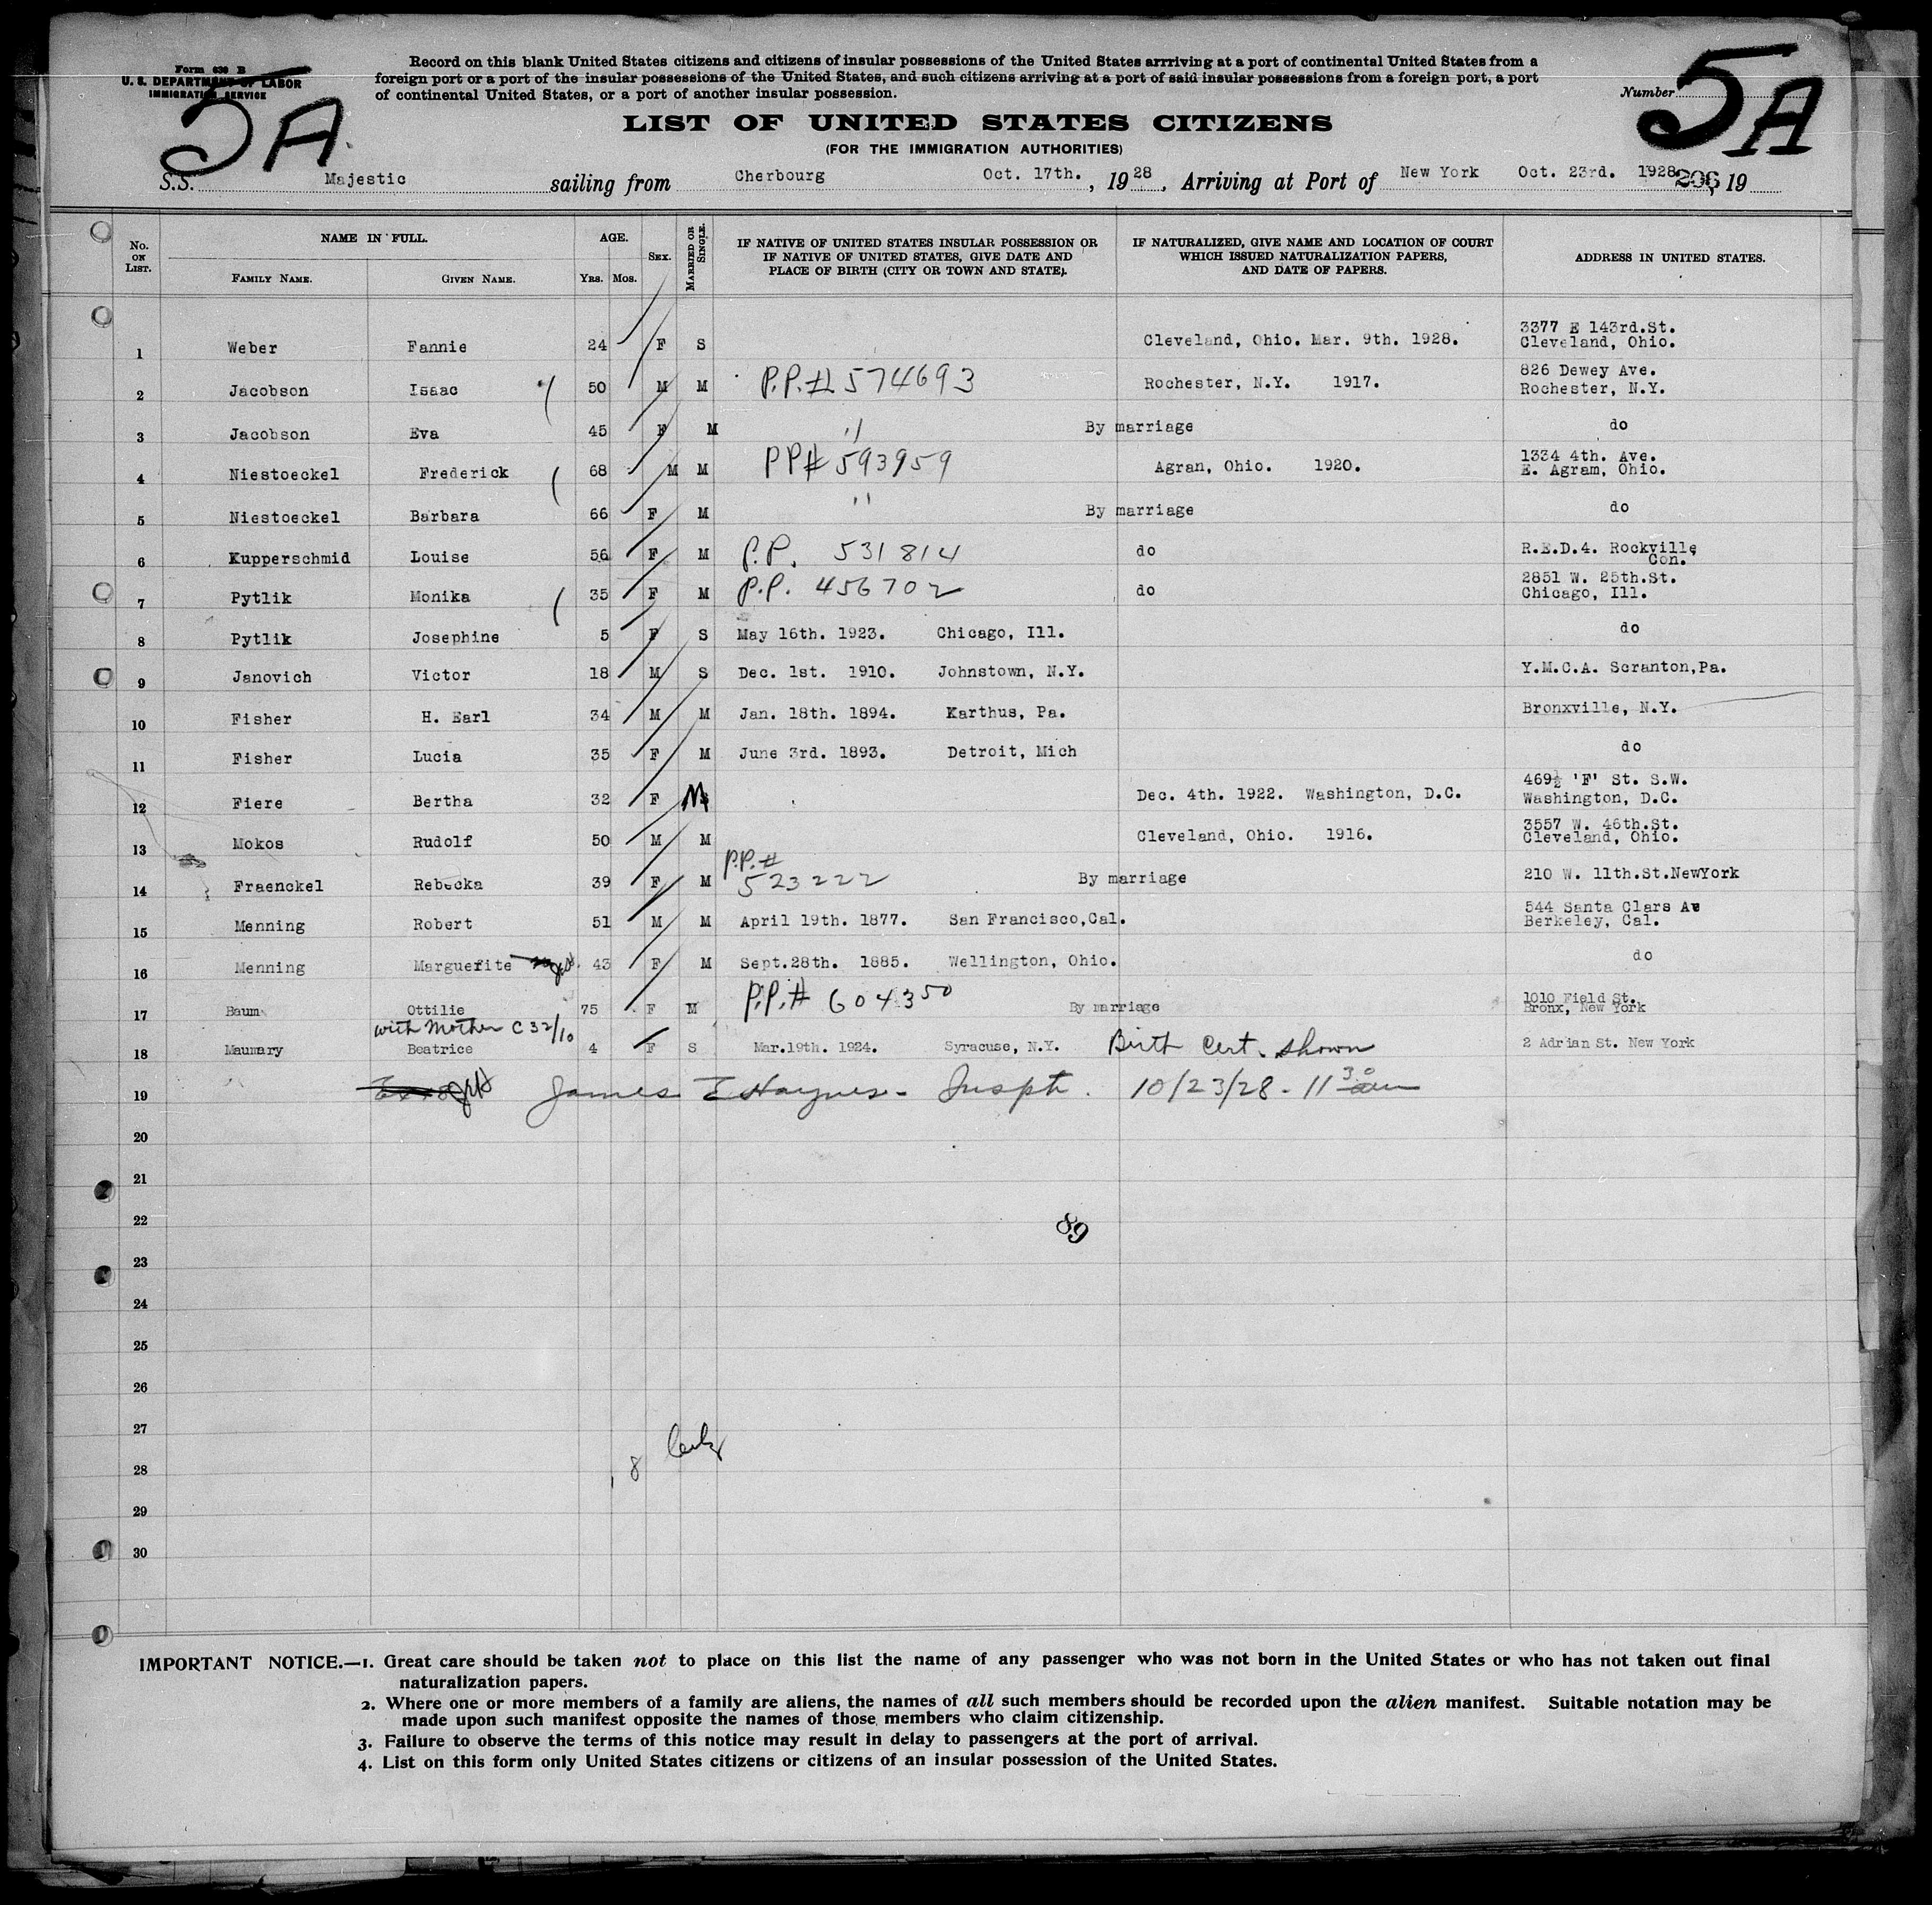 Form 630 B
U. S. DEPARTMENT OF LABOR
IMMIGRATION SERVICE
5A
Record on this blank United States citizens and citizens of insular possessions of the United States arrriving at a port of continental United States from a
foreign port or a port of the insular possessions of the United States, and such citizens arriving at a port of said insular possessions from a foreign port, a port
of continental United States, or a port of another insular possession.
Number 5A
LIST OF UNITED STATES CITIZENS
(FOR THE IMMIGRATION AUTHORITIES)
S.S. Majestic sailing from Cherbourg Oct. 17th. , 1928 , Arriving at Port of New York Oct. 23rd. 1928 206, 19
No. ON LIST. NAME IN FULL. FAMILY NAME. GIVEN NAME. AGE. YRS. MOS. SEX. MARRIED OR SINGLE. IF NATIVE OF UNITED STATES INSULAR POSSESSION OR IF NATIVE OF UNITED STATES, GIVE DATE AND PLACE OF BIRTH (CITY OR TOWN AND STATE). IF NATURALIZED, GIVE NAME AND LOCATION OF COURT WHICH ISSUED NATURALIZATION PAPERS, AND DATE OF PAPERS. ADDRESS IN UNITED STATES.
1 Weber Fannie 24 F S Cleveland, Ohio. Mar. 9th. 1928. 3377 E 143rd.St. Cleveland, Ohio.
2 Jacobson Isaac 50 M M P.P.# 574693 Rochester, N.Y. 1917. 826 Dewey Ave. Rochester, N.Y.
3 Jacobson Eva 45 F M " By marriage do
4 Niestoeckel Frederick 68 M M PP# 593959 Agran, Ohio. 1920. 1334 4th. Ave. E. Agram, Ohio.
5 Niestoeckel Barbara 66 F M " By marriage do
6 Kupperschmid Louise 56 F M P.P. 531814 do R.E.D.4. Rockville Con.
7 Pytlik Monika 35 F M P.P. 456702 do 2851 W. 25th.St. Chicago, Ill.
8 Pytlik Josephine 5 F S May 16th. 1923. Chicago, Ill. do
9 Janovich Victor 18 M S Dec. 1st. 1910. Johnstown, N.Y. Y.M.C.A. Scranton,Pa.
10 Fisher H. Earl 34 M M Jan. 18th. 1894. Karthus, Pa. Bronxville, N.Y.
11 Fisher Lucia 35 F M June 3rd. 1893. Detroit, Mich do
12 Fiere Bertha 32 F M Dec. 4th. 1922. Washington, D.C. 469½ 'F' St. S.W. Washington, D.C.
13 Mokos Rudolf 50 M M Cleveland, Ohio. 1916. 3557 W. 46th.St. Cleveland, Ohio.
14 Fraenckel Rebecka 39 F M P.P.# 523222 By marriage 210 W. 11th.St.NewYork
15 Menning Robert 51 M M April 19th. 1877. San Francisco,Cal. 544 Santa Clars Av Berkeley, Cal.
16 Menning Marguerite 43 F M Sept.28th. 1885. Wellington, Ohio. do
17 Baum Ottilie 75 F M P.P.# 604350 By marriage 1010 Field St. Bronx, New York
with Mother C 32/10
18 Maumary Beatrice 4 F S Mar.19th. 1924. Syracuse, N.Y. Birth Cert. shown 2 Adrian St. New York
19 James E Haynes - Inspt. 10/23/28 - 11 30 am
20
21
22 89
23
24
25
26
27
28 8
29
30
IMPORTANT NOTICE.—1. Great care should be taken not to place on this list the name of any passenger who was not born in the United States or who has not taken out final
naturalization papers.
2. Where one or more members of a family are aliens, the names of all such members should be recorded upon the alien manifest. Suitable notation may be
made upon such manifest opposite the names of those members who claim citizenship.
3. Failure to observe the terms of this notice may result in delay to passengers at the port of arrival.
4. List on this form only United States citizens or citizens of an insular possession of the United States.